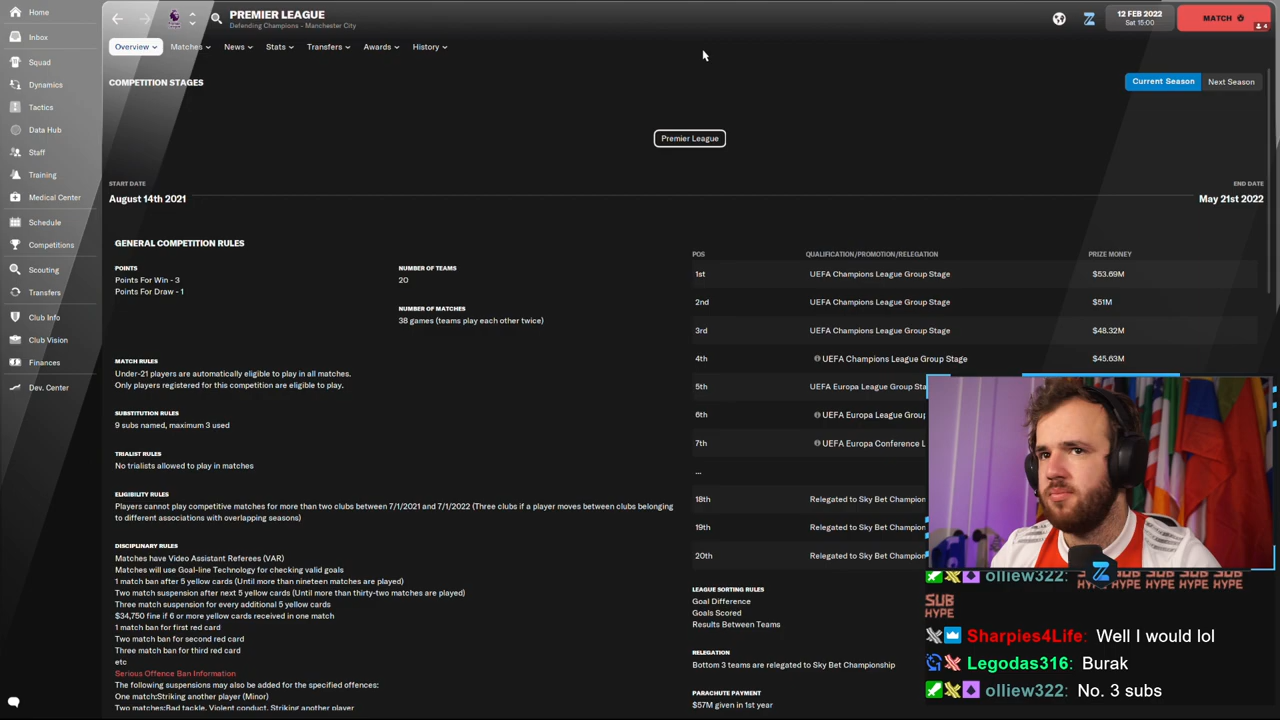 Home
Inbox
Squad
Dynamics
Tactics
Data Hub
Staff
Training
Medical Center
Schedule
Competitions
Scouting
Transfers
Club Info
Club Vision
Finances
Dev. Center
PREMIER LEAGUE
Defending Champions - Manchester City
12 FEB 2022
Sat 15:00
MATCH
4
Overview
Matches
News
Stats
Transfers
Awards
History
COMPETITION STAGES
Current Season
Next Season
Premier League
START DATE
August 14th 2021
END DATE
May 21st 2022
GENERAL COMPETITION RULES
POINTS
Points For Win - 3
Points For Draw - 1
NUMBER OF TEAMS
20
NUMBER OF MATCHES
38 games (teams play each other twice)
MATCH RULES
Under-21 players are automatically eligible to play in all matches.
Only players registered for this competition are eligible to play.
SUBSTITUTION RULES
9 subs named, maximum 3 used
TRIALIST RULES
No trialists allowed to play in matches
ELIGIBILITY RULES
Players cannot play competitive matches for more than two clubs between 7/1/2021 and 7/1/2022 (Three clubs if a player moves between clubs belonging
to different associations with overlapping seasons)
DISCIPLINARY RULES
Matches have Video Assistant Referees (VAR)
Matches will use Goal-line Technology for checking valid goals
1 match ban after 5 yellow cards (Until more than nineteen matches are played)
Two match suspension after next 5 yellow cards (Until more than thirty-two matches are played)
Three match suspension for every additional 5 yellow cards
$34,750 fine if 6 or more yellow cards received in one match
1 match ban for first red card
Two match ban for second red card
Three match ban for third red card
etc
Serious Offence Ban Information
The following suspensions may also be added for the specified offences:
One match:Striking another player (Minor)
Two matches:Bad tackle, Violent conduct, Striking another player
POS QUALIFICATION/PROMOTION/RELEGATION PRIZE MONEY
1st UEFA Champions League Group Stage $53.69M
2nd UEFA Champions League Group Stage $51M
3rd UEFA Champions League Group Stage $48.32M
4th UEFA Champions League Group Stage $45.63M
5th UEFA Europa League Group Sta
6th UEFA Europa League Grou
7th UEFA Europa Conference L
...
18th Relegated to Sky Bet Champion
19th Relegated to Sky Bet Champion
20th Relegated to Sky Bet Champion
LEAGUE SORTING RULES
Goal Difference
Goals Scored
Results Between Teams
RELEGATION
Bottom 3 teams are relegated to Sky Bet Championship
PARACHUTE PAYMENT
$57M given in 1st year
olliew322:
SUB
HYPE
Sharpies4Life: Well I would lol
Legodas316: Burak
olliew322: No. 3 subs